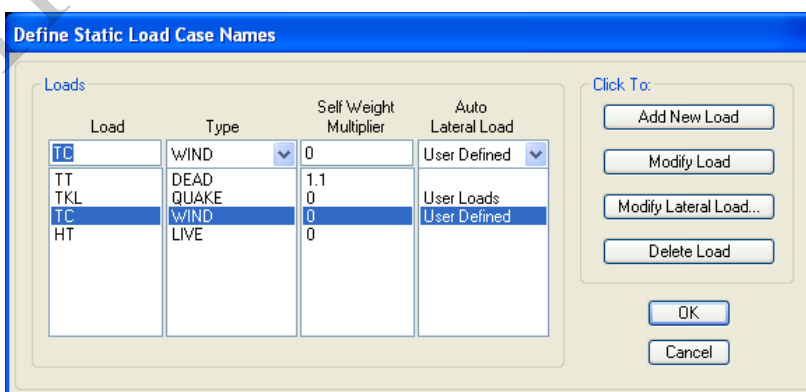 Define Static Load Case Names
Loads
Click To:
Load Type Self Weight Multiplier Auto Lateral Load
TC WIND 0 User Defined
TT DEAD 1.1
TKL QUAKE 0 User Loads
TC WIND 0 User Defined
HT LIVE 0
Add New Load
Modify Load
Modify Lateral Load...
Delete Load
OK
Cancel